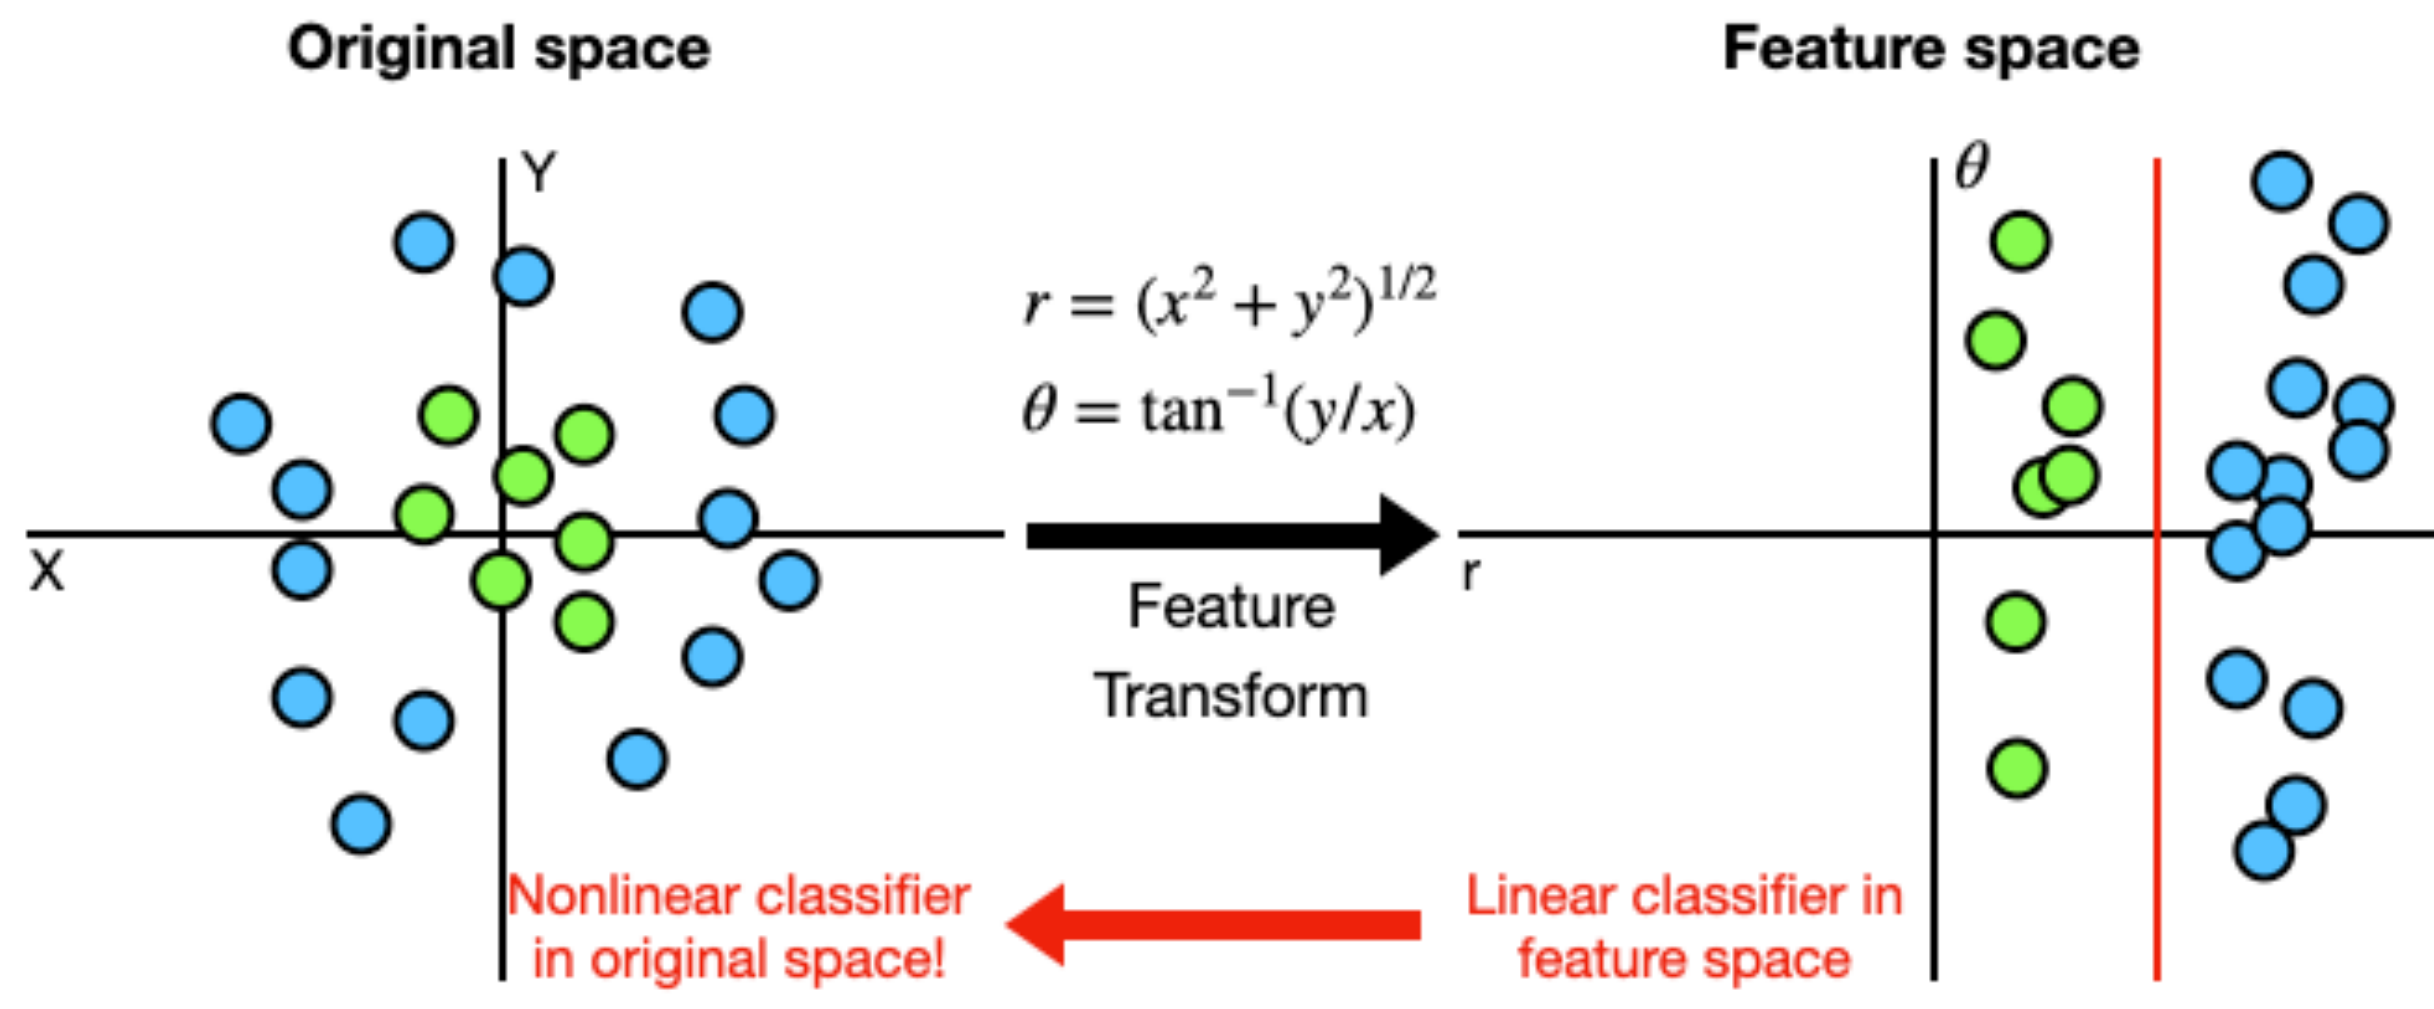 Original space
Feature space
Y
θ
r = (x² + y²)^{1/2}
θ = tan⁻¹(y/x)
X
r
Feature
Transform
Nonlinear classifier
in original space!
Linear classifier in
feature space